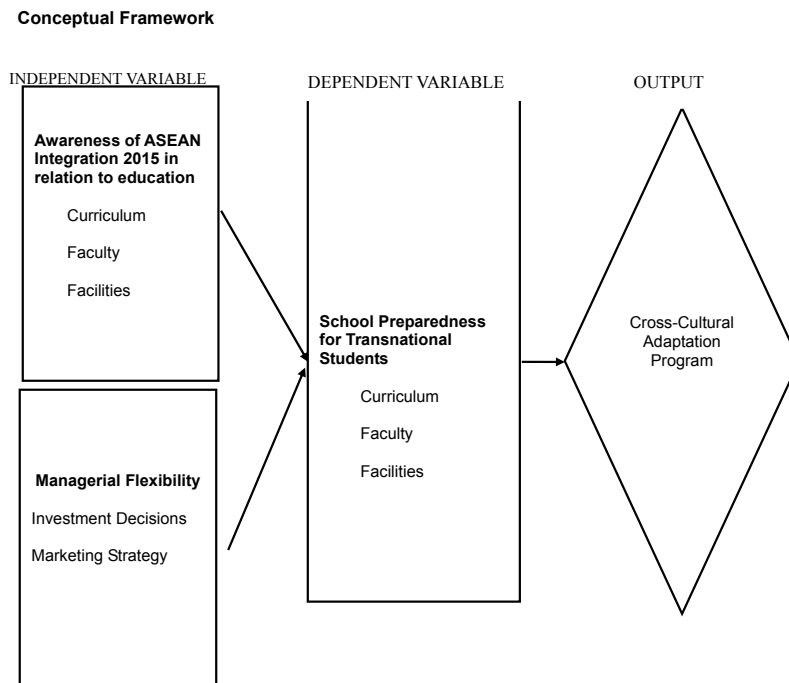 Conceptual Framework
INDEPENDENT VARIABLE
Awareness of ASEAN
Integration 2015 in
relation to education
Curriculum
Faculty
Facilities
Managerial Flexibility
Investment Decisions
Marketing Strategy
DEPENDENT VARIABLE
School Preparedness
for Transnational
Students
Curriculum
Faculty
Facilities
OUTPUT
Cross-Cultural
Adaptation
Program